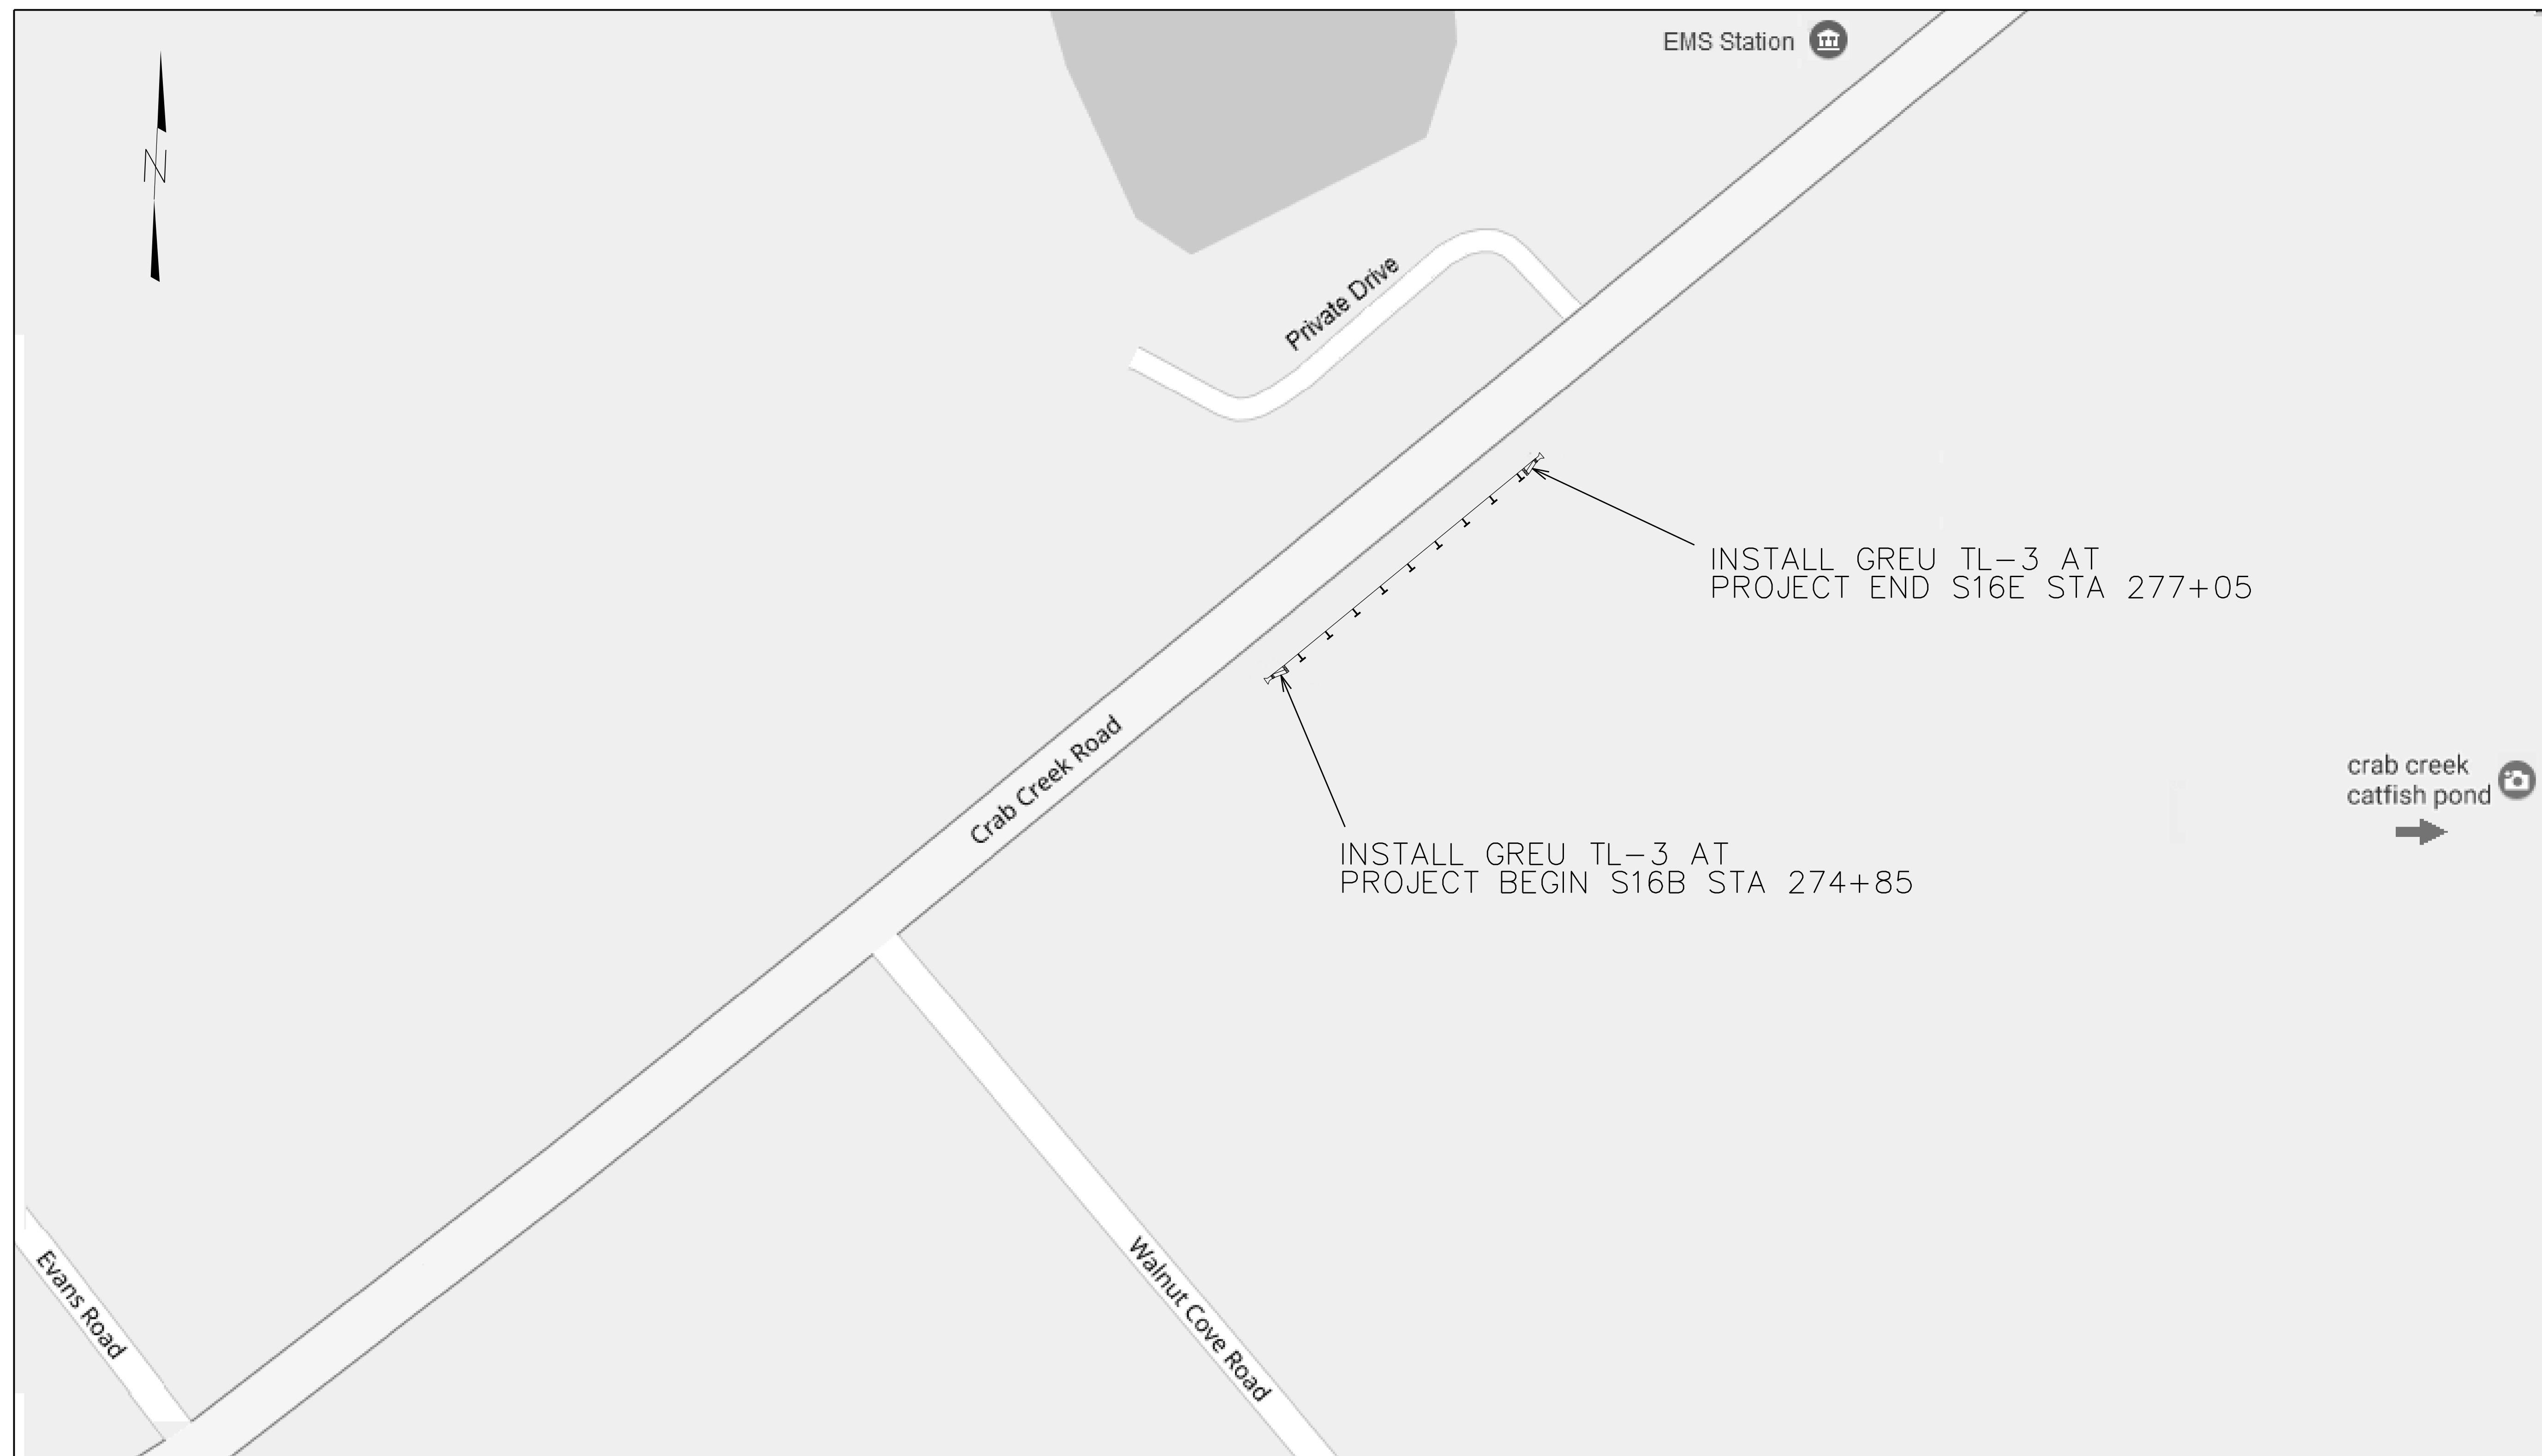 EMS Station
N
Private Drive
INSTALL GREU TL-3 AT
PROJECT END S16E STA 277+05
Crab Creek Road
crab creek
catfish pond
INSTALL GREU TL-3 AT
PROJECT BEGIN S16B STA 274+85
Evans Road
Walnut Cove Road